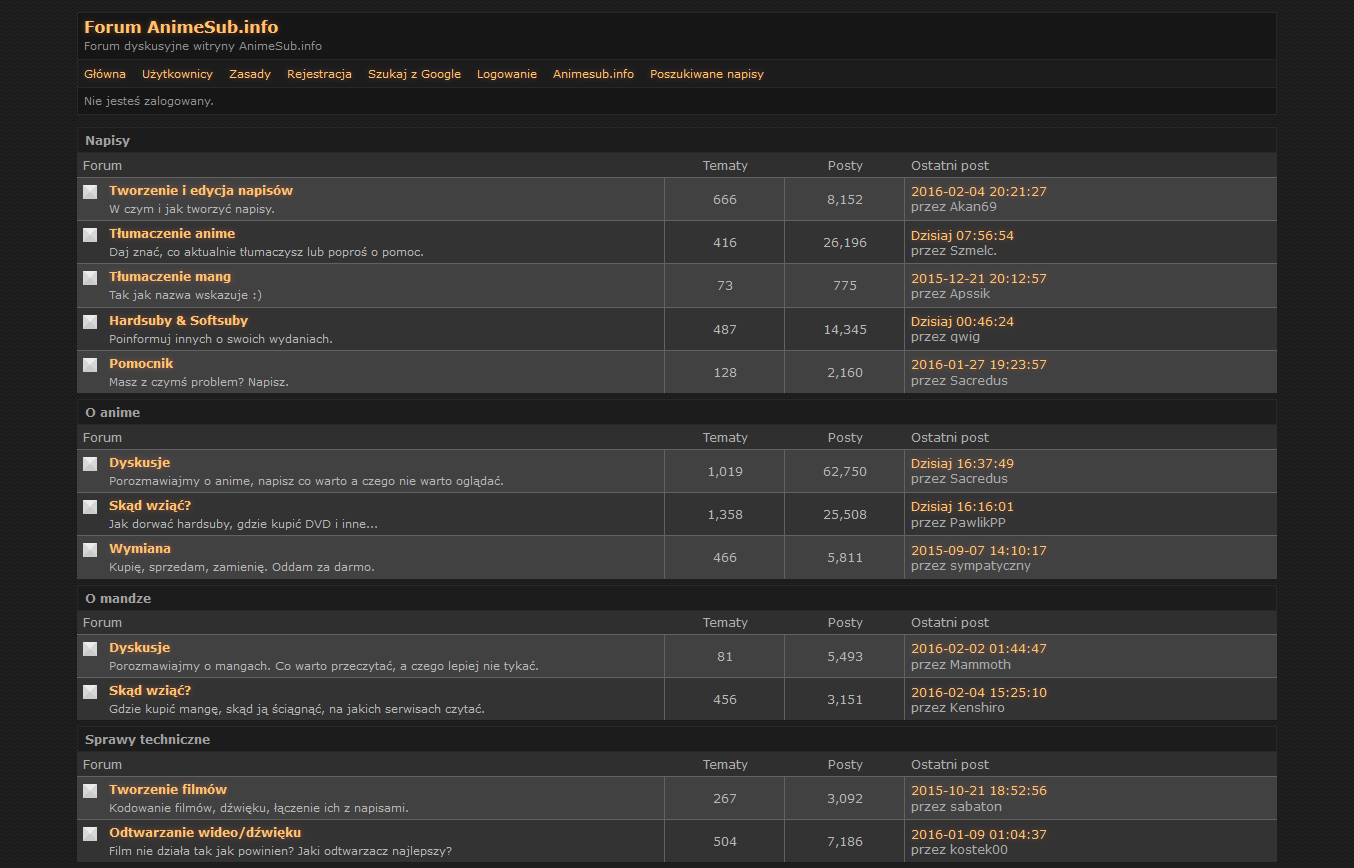 Forum AnimeSub.info
Forum dyskusyjne witryny AnimeSub.info
Główna Użytkownicy Zasady Rejestracja Szukaj z Google Logowanie Animesub.info Poszukiwane napisy
Nie jesteś zalogowany.
Napisy
Forum Tematy Posty Ostatni post
Tworzenie i edycja napisów
W czym i jak tworzyć napisy.
666 8,152
2016-02-04 20:21:27
przez Akan69
Tłumaczenie anime
Daj znać, co aktualnie tłumaczysz lub poproś o pomoc.
416 26,196
Dzisiaj 07:56:54
przez Szmelc.
Tłumaczenie mang
Tak jak nazwa wskazuje :)
73 775
2015-12-21 20:12:57
przez Apssik
Hardsuby & Softsuby
Poinformuj innych o swoich wydaniach.
487 14,345
Dzisiaj 00:46:24
przez qwig
Pomocnik
Masz z czymś problem? Napisz.
128 2,160
2016-01-27 19:23:57
przez Sacredus
O anime
Forum Tematy Posty Ostatni post
Dyskusje
Porozmawiajmy o anime, napisz co warto a czego nie warto oglądać.
1,019 62,750
Dzisiaj 16:37:49
przez Sacredus
Skąd wziąć?
Jak dorwać hardsuby, gdzie kupić DVD i inne...
1,358 25,508
Dzisiaj 16:16:01
przez PawlikPP
Wymiana
Kupię, sprzedam, zamienię. Oddam za darmo.
466 5,811
2015-09-07 14:10:17
przez sympatyczny
O mandze
Forum Tematy Posty Ostatni post
Dyskusje
Porozmawiajmy o mangach. Co warto przeczytać, a czego lepiej nie tykać.
81 5,493
2016-02-02 01:44:47
przez Mammoth
Skąd wziąć?
Gdzie kupić mangę, skąd ją ściągnąć, na jakich serwisach czytać.
456 3,151
2016-02-04 15:25:10
przez Kenshiro
Sprawy techniczne
Forum Tematy Posty Ostatni post
Tworzenie filmów
Kodowanie filmów, dźwięku, łączenie ich z napisami.
267 3,092
2015-10-21 18:52:56
przez sabaton
Odtwarzanie wideo/dźwięku
Film nie działa tak jak powinien? Jaki odtwarzacz najlepszy?
504 7,186
2016-01-09 01:04:37
przez kostek00